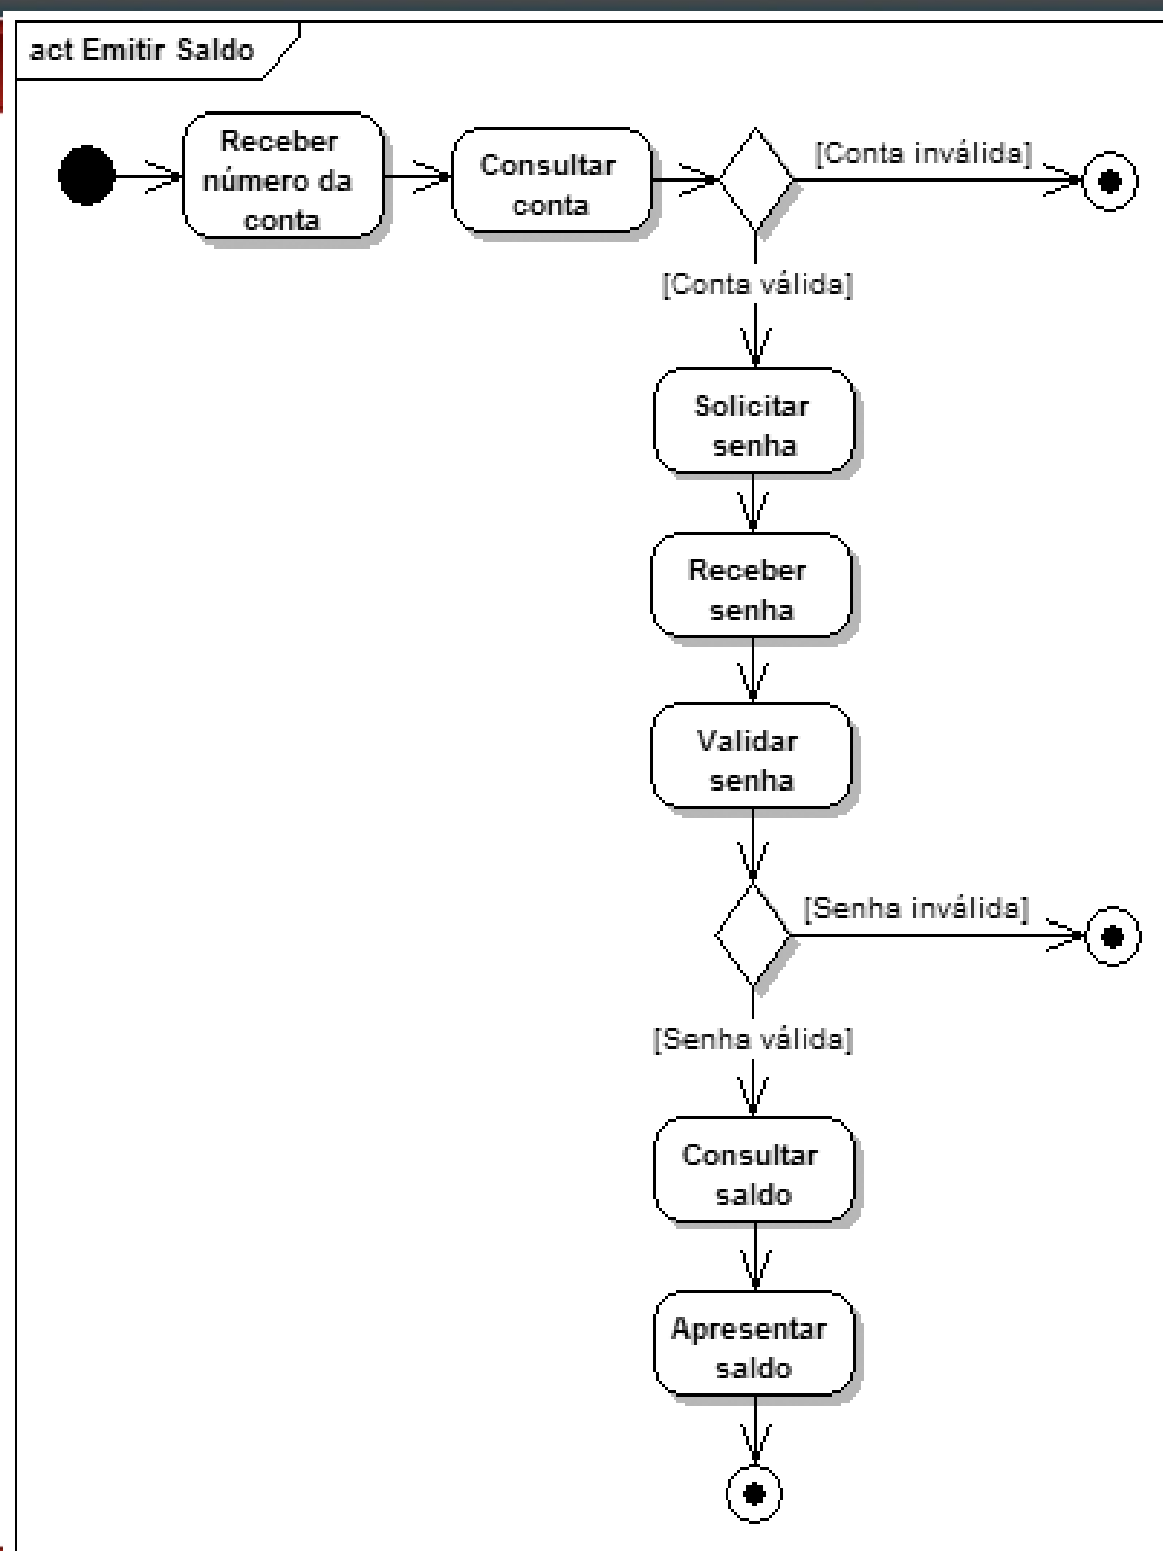 act Emitir Saldo
Receber
número da
conta
Consultar
conta
[Conta inválida]
[Conta válida]
Solicitar
senha
Receber
senha
Validar
senha
[Senha inválida]
[Senha válida]
Consultar
saldo
Apresentar
saldo